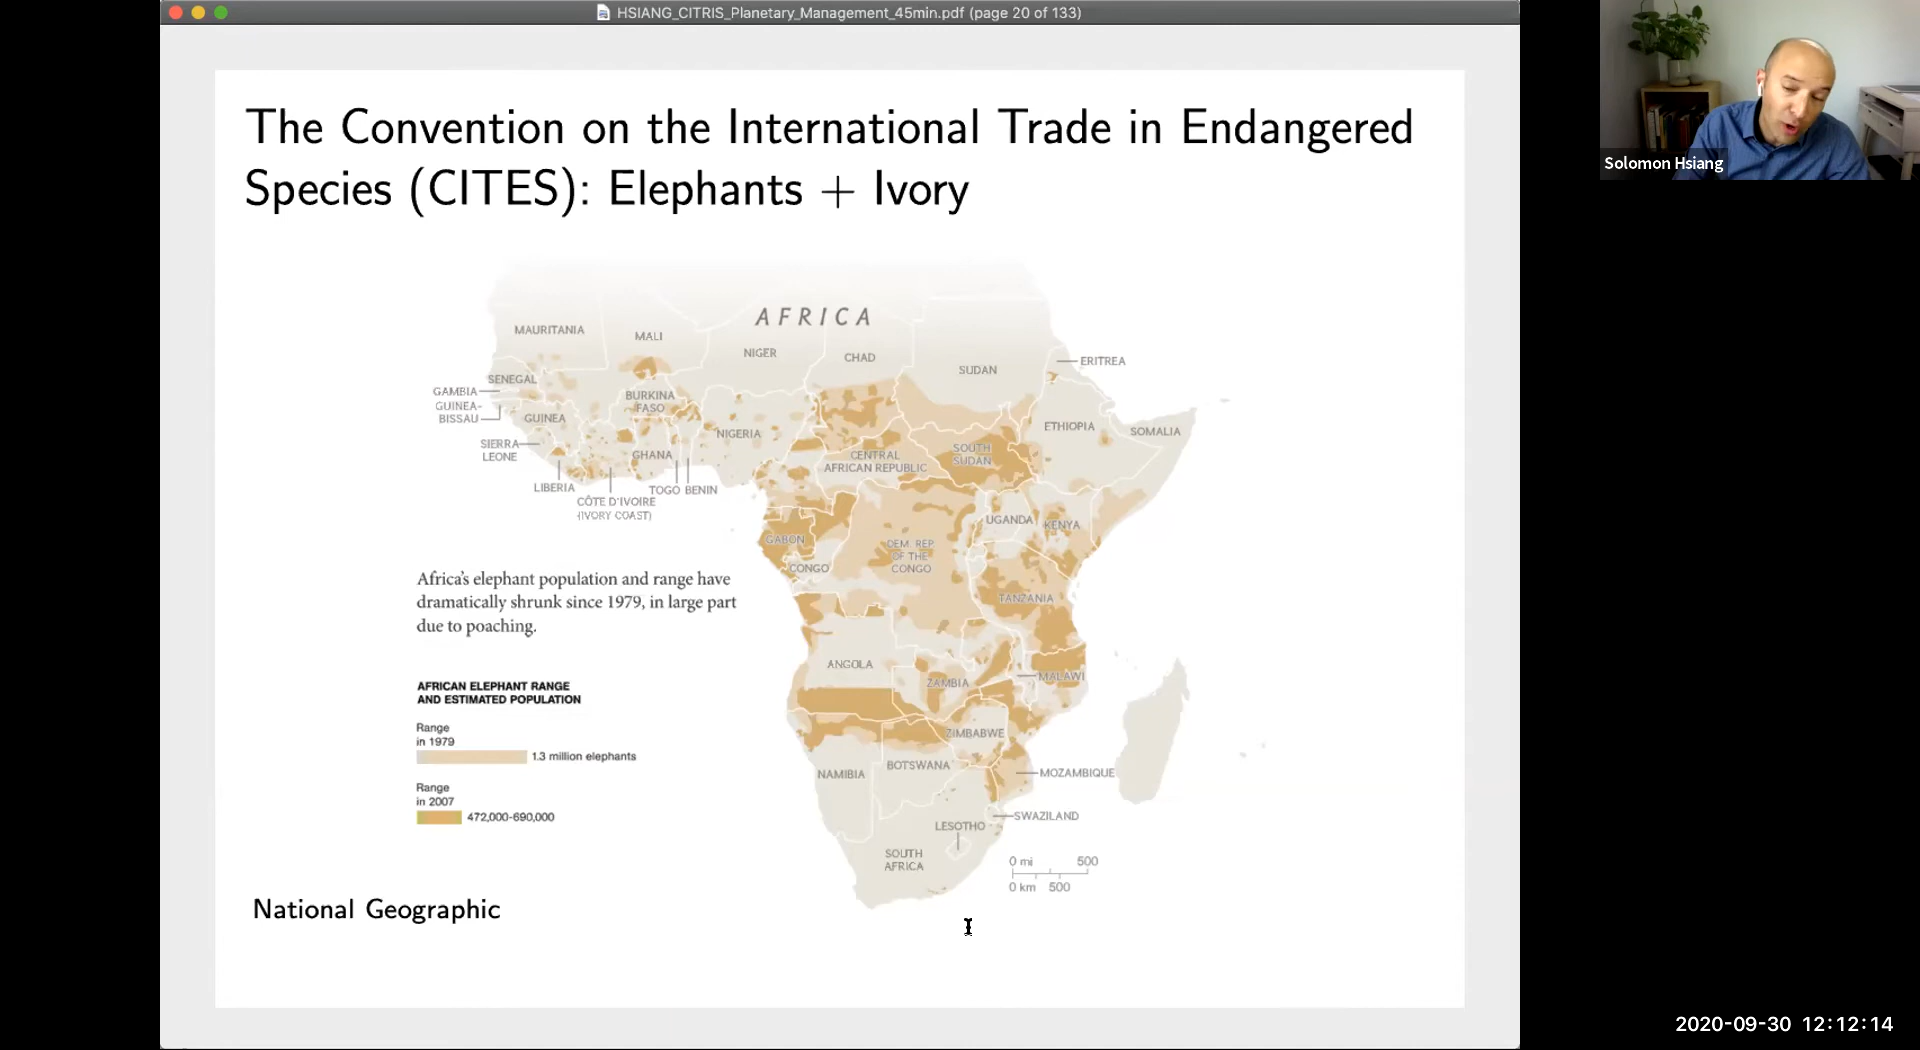 HSIANG_CITRIS_Planetary_Management_45min.pdf (page 20 of 133)
Solomon Hsiang
The Convention on the International Trade in Endangered
Species (CITES): Elephants + Ivory
AFRICA
MAURITANIA
MALI
NIGER
CHAD
SUDAN
ERITREA
SENEGAL
GAMBIA
GUINEA-
BISSAU
GUINEA
BURKINA
FASO
NIGERIA
ETHIOPIA
SOMALIA
SIERRA
LEONE
GHANA
CENTRAL
AFRICAN REPUBLIC
SOUTH
SUDAN
LIBERIA
CÔTE D'IVOIRE
(IVORY COAST)
TOGO
BENIN
UGANDA
KENYA
GABON
CONGO
DEM. REP.
OF THE
CONGO
TANZANIA
Africa's elephant population and range have
dramatically shrunk since 1979, in large part
due to poaching.
ANGOLA
ZAMBIA
MALAWI
AFRICAN ELEPHANT RANGE
AND ESTIMATED POPULATION
Range
in 1979
1.3 million elephants
Range
in 2007
472,000-690,000
ZIMBABWE
NAMIBIA
BOTSWANA
MOZAMBIQUE
SWAZILAND
LESOTHO
SOUTH
AFRICA
0 mi 500
0 km 500
National Geographic
2020-09-30 12:12:14